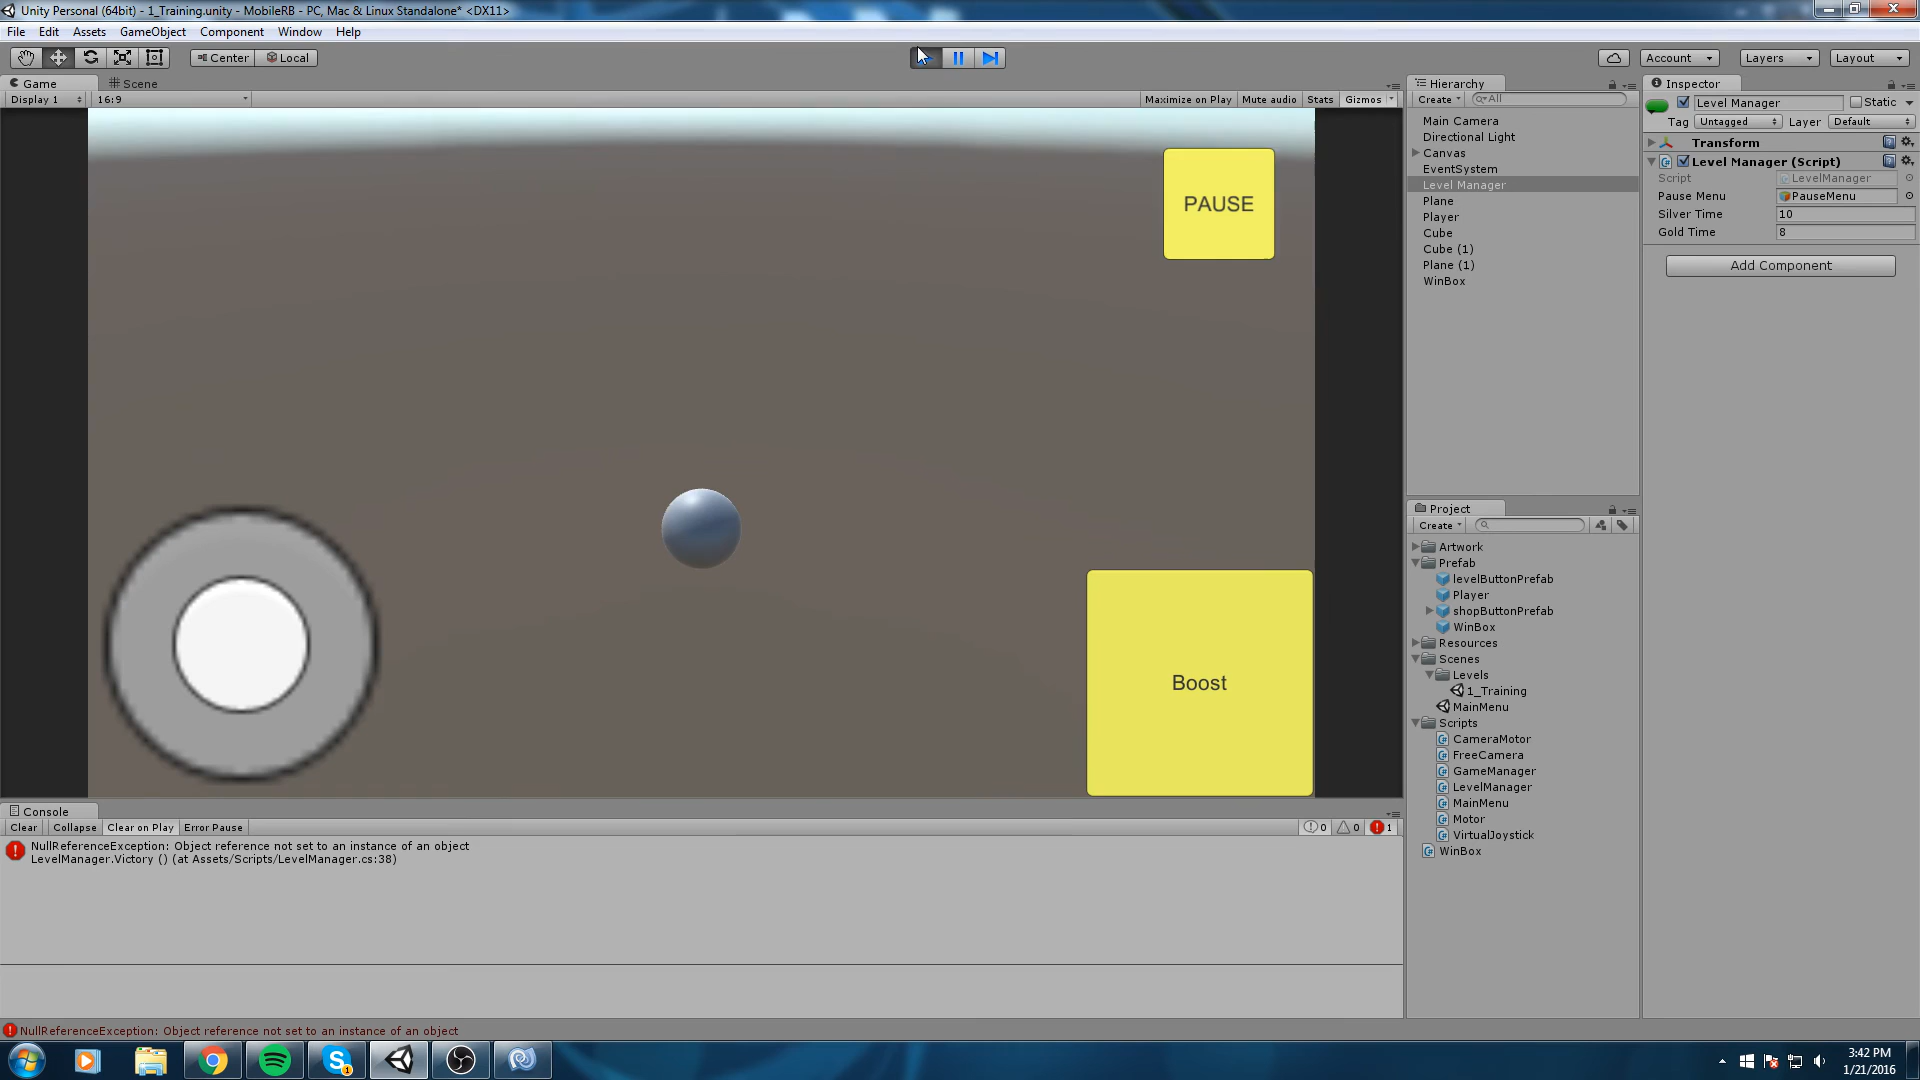 Unity Personal (64bit) - 1_Training.unity - MobileRB - PC, Mac & Linux Standalone* <DX11>
File Edit Assets GameObject Component Window Help
Center Local Account Layers Layout
Game Scene
Display 1 16:9 Maximize on Play Mute audio Stats Gizmos
PAUSE
Boost
Console
Clear Collapse Clear on Play Error Pause 0 0 1
NullReferenceException: Object reference not set to an instance of an object
LevelManager.Victory () (at Assets/Scripts/LevelManager.cs:38)
NullReferenceException: Object reference not set to an instance of an object
Hierarchy
Create All
Main Camera
Directional Light
Canvas
EventSystem
Level Manager
Plane
Player
Cube
Cube (1)
Plane (1)
WinBox
Project
Create
Artwork
Prefab
levelButtonPrefab
Player
shopButtonPrefab
WinBox
Resources
Scenes
Levels
1_Training
MainMenu
Scripts
CameraMotor
FreeCamera
GameManager
LevelManager
MainMenu
Motor
VirtualJoystick
WinBox
Inspector
Level Manager Static
Tag Untagged Layer Default
Transform
Level Manager (Script)
Script LevelManager
Pause Menu PauseMenu
Silver Time 10
Gold Time 8
Add Component
1
3:42 PM
1/21/2016